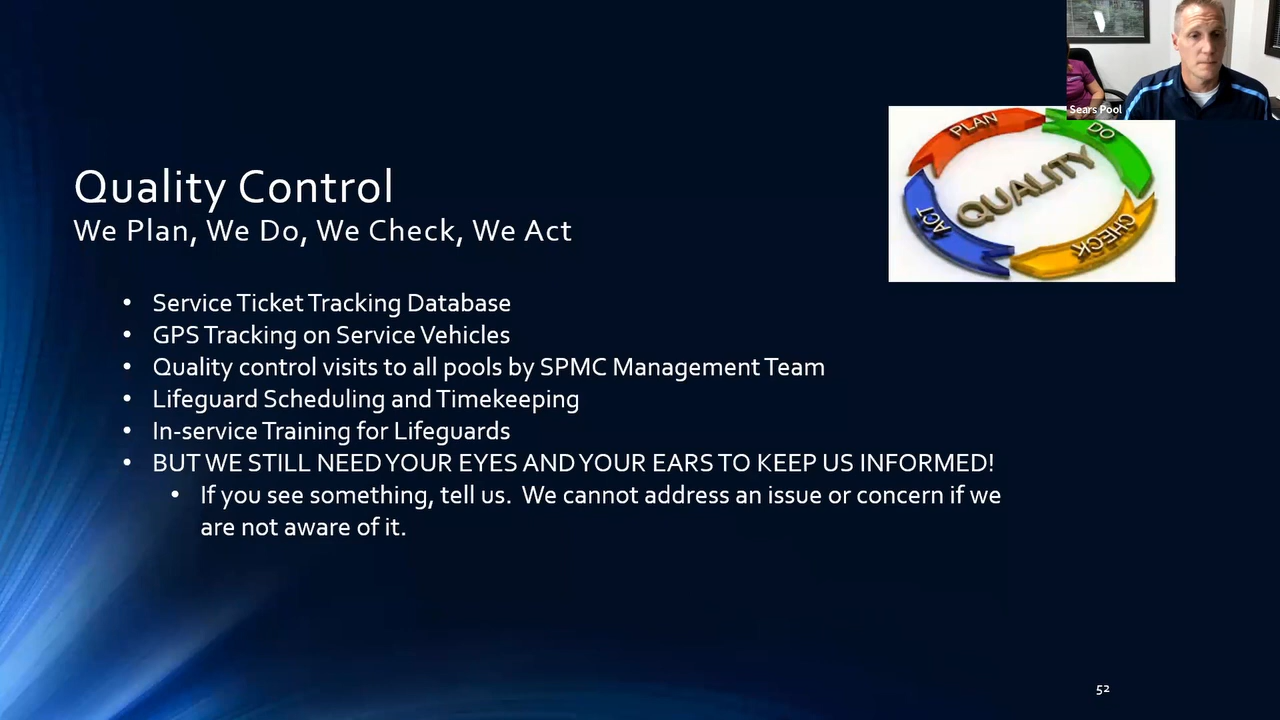 Sears Pool
PLAN
DO
QUALITY
ACT
CHECK
Quality Control
We Plan, We Do, We Check, We Act
• Service Ticket Tracking Database
• GPS Tracking on Service Vehicles
• Quality control visits to all pools by SPMC Management Team
• Lifeguard Scheduling and Timekeeping
• In-service Training for Lifeguards
• BUT WE STILL NEED YOUR EYES AND YOUR EARS TO KEEP US INFORMED!
• If you see something, tell us. We cannot address an issue or concern if we
are not aware of it.
52